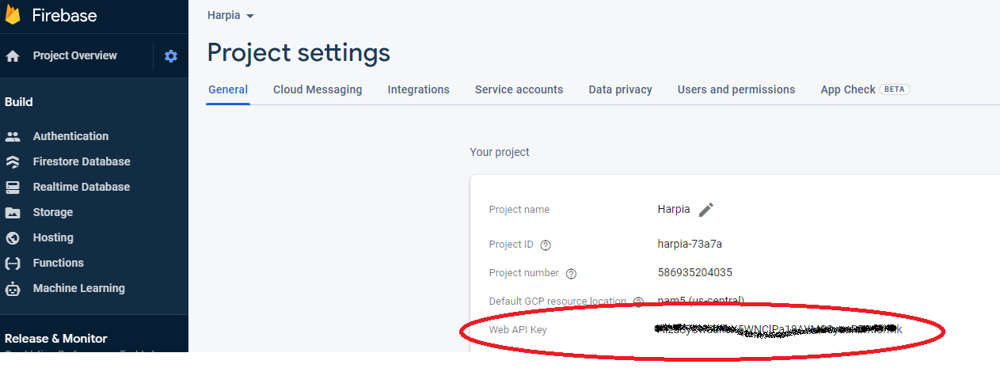 Firebase
Harpia
Project Overview
Project settings
General Cloud Messaging Integrations Service accounts Data privacy Users and permissions App Check BETA
Build
Authentication
Firestore Database
Realtime Database
Storage
Hosting
Functions
Machine Learning
Release & Monitor
Your project
Project name Harpia
Project ID harpia-73a7a
Project number 586935204035
Default GCP resource location nam5 (us-central)
Web API Key